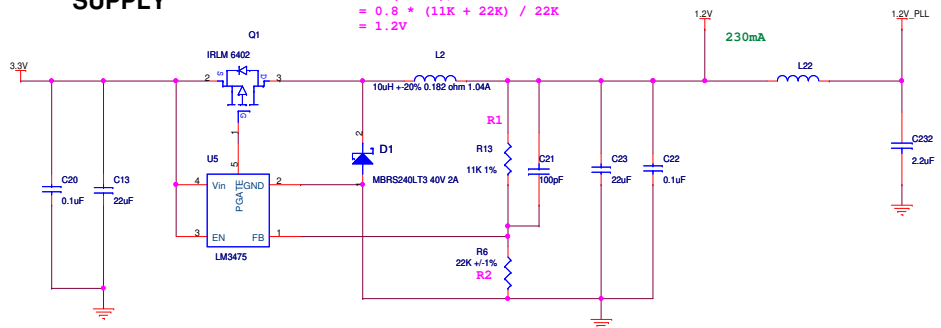 SUPPLY
= 0.8 * (11K + 22K) / 22K
= 1.2V
3.3V
1.2V
1.2V_PLL
230mA
Q1
IRLM 6402
2
S
D
3
G
1
L2
10uH +-20% 0.182 ohm 1.04A
L22
R1
R13
11K 1%
C21
100pF
C23
22uF
C22
0.1uF
C232
2.2uF
2
D1
MBRS240LT3 40V 2A
U5
5
4
Vin
PGATE
GND
2
3
EN
FB
1
LM3475
C20
0.1uF
C13
22uF
R6
22K +/-1%
R2